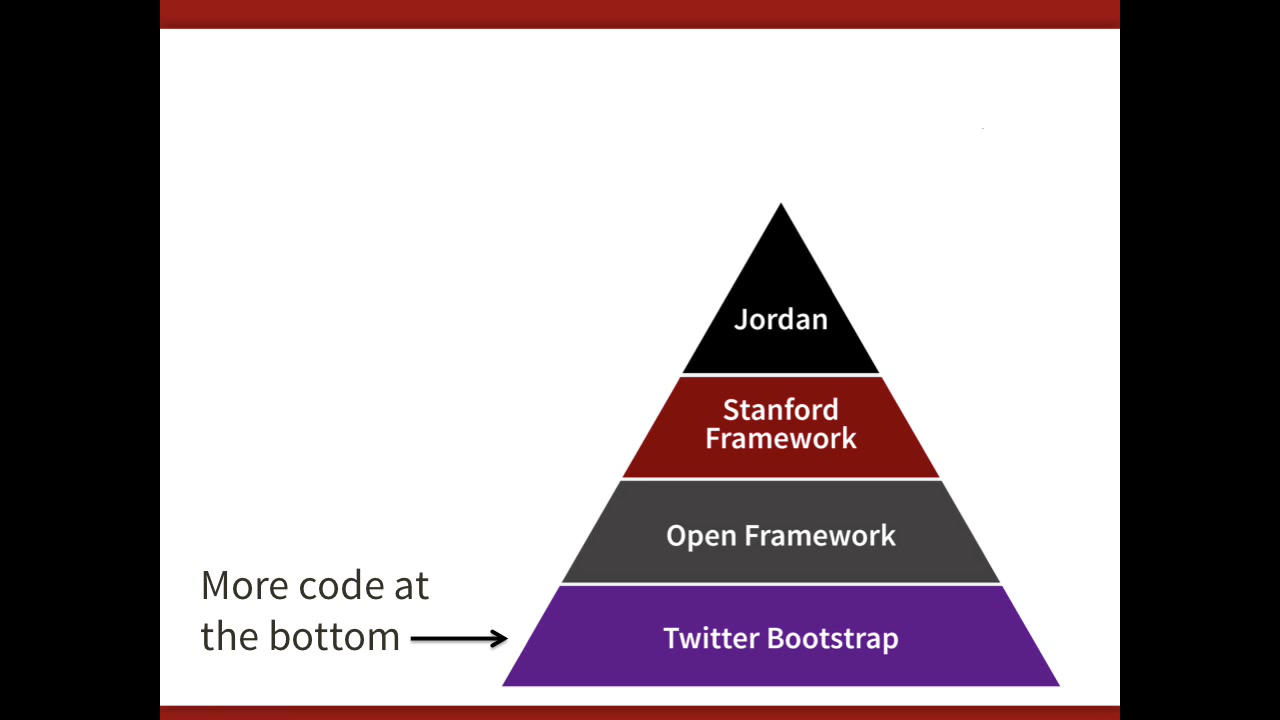 Jordan
Stanford
Framework
Open Framework
More code at
the bottom
Twitter Bootstrap